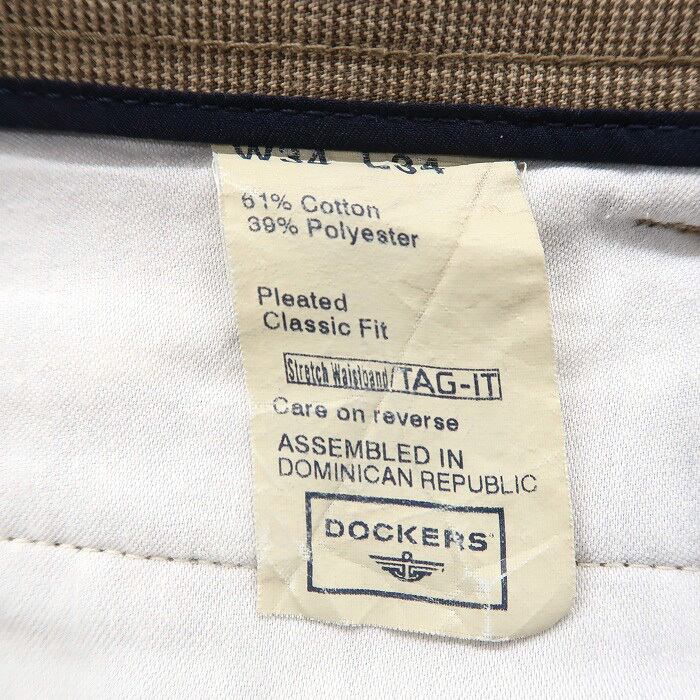 L34
61% Cotton
39% Polyester
Pleated
Classic Fit
Stretch Waistband/TAG-IT
Care on reverse
ASSEMBLED IN
DOMINICAN REPUBLIC
DOCKERS